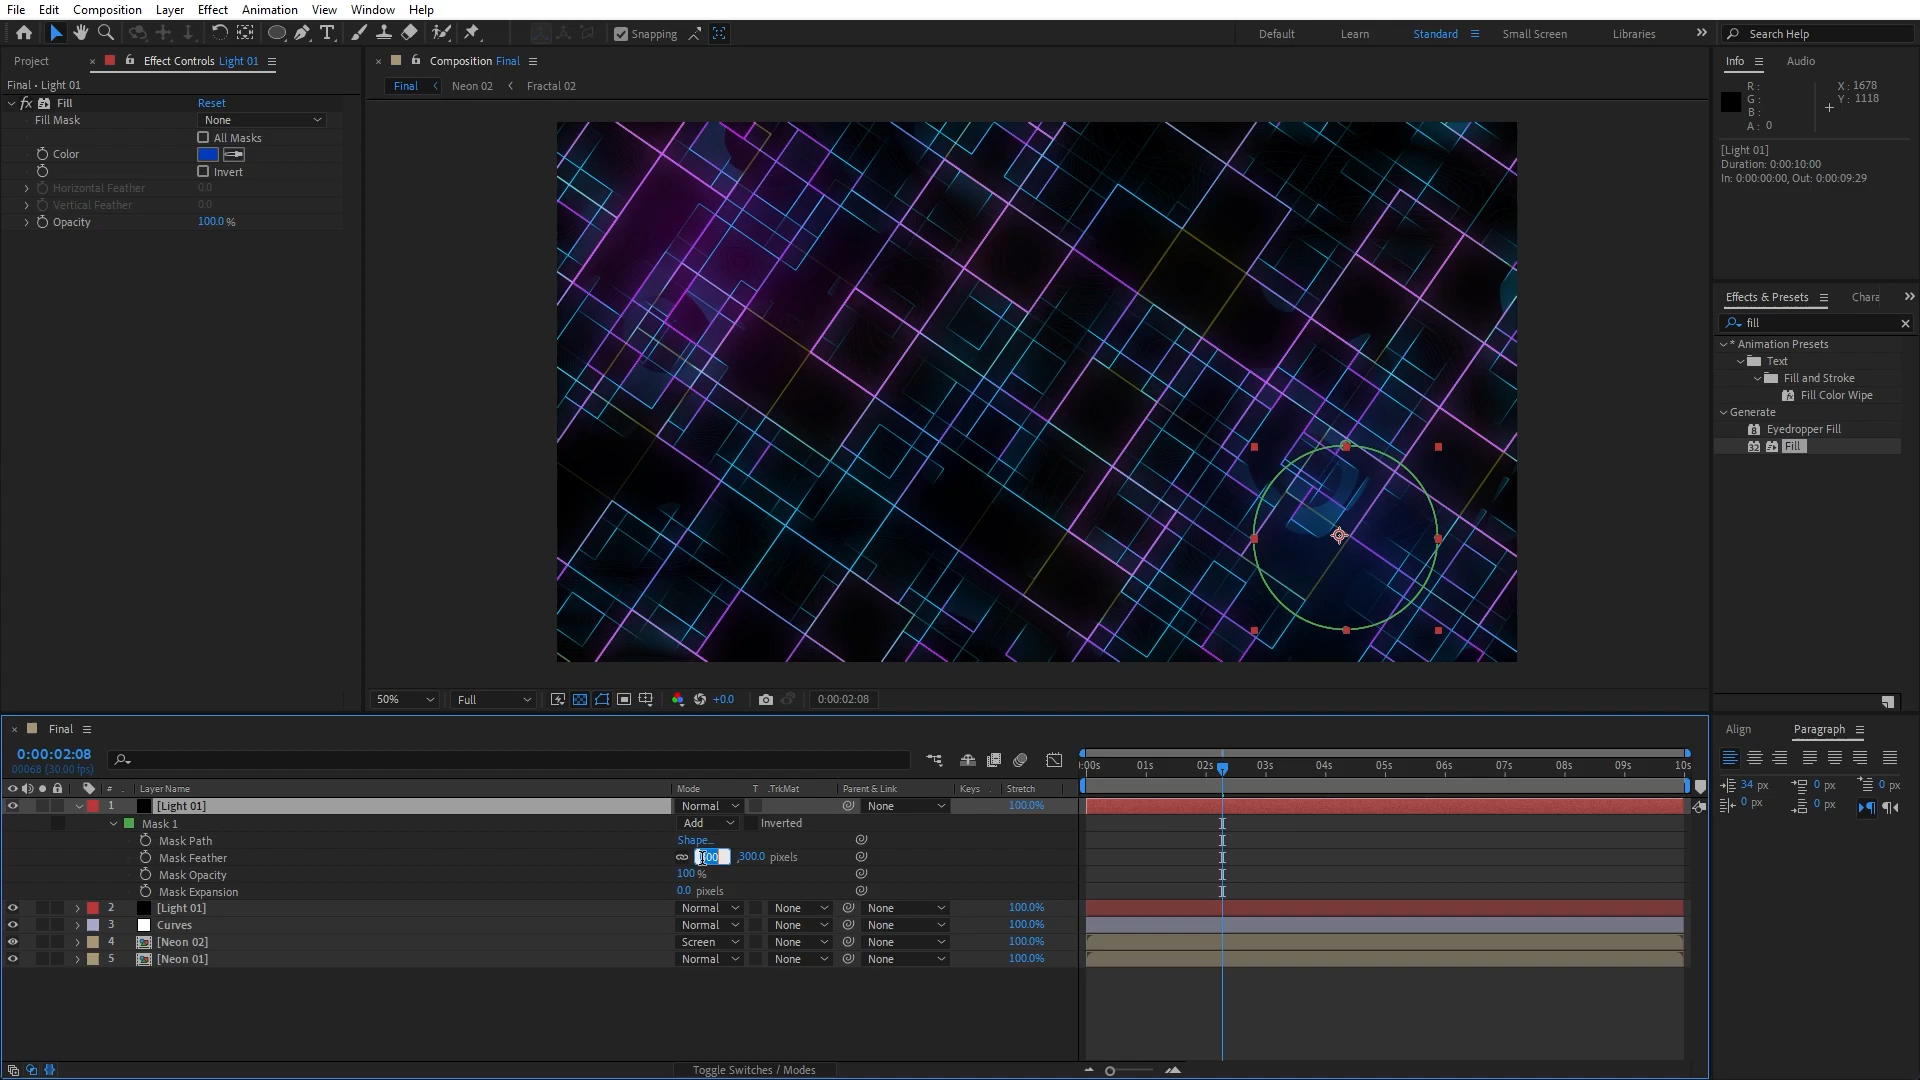 File Edit Composition Layer Effect Animation View Window Help
Snapping
Default Learn Standard Small Screen Libraries
Search Help
Project
Effect Controls Light 01
Final • Light 01
fx Fill Reset
Fill Mask None
All Masks
Color
Invert
Horizontal Feather 0.0
Vertical Feather 0.0
Opacity 100.0 %
Composition Final
Final Neon 02 Fractal 02
50% Full +0.0 0:00:02:08
Info Audio
R :
G :
B :
A : 0
X : 1678
Y : 1118
[Light 01]
Duration: 0:00:10:00
In: 0:00:00:00, Out: 0:00:09:29
Effects & Presets
fill
* Animation Presets
Text
Fill and Stroke
Fill Color Wipe
Generate
Eyedropper Fill
Fill
Align Paragraph
34 px 0 px 0 px
0 px 0 px
Final
0:00:02:08
00068 (30.00 fps)
:00s 01s 02s 03s 04s 05s 06s 07s 08s 09s 10s
# Layer Name Mode T .TrkMat Parent & Link Keys Stretch
1 [Light 01] Normal None 100.0%
Mask 1 Add Inverted
Mask Path Shape...
Mask Feather ,300.0 pixels
Mask Opacity 100 %
Mask Expansion 0.0 pixels
2 [Light 01] Normal None None 100.0%
3 Curves Normal None None 100.0%
4 [Neon 02] Screen None None 100.0%
5 [Neon 01] Normal None None 100.0%
Toggle Switches / Modes